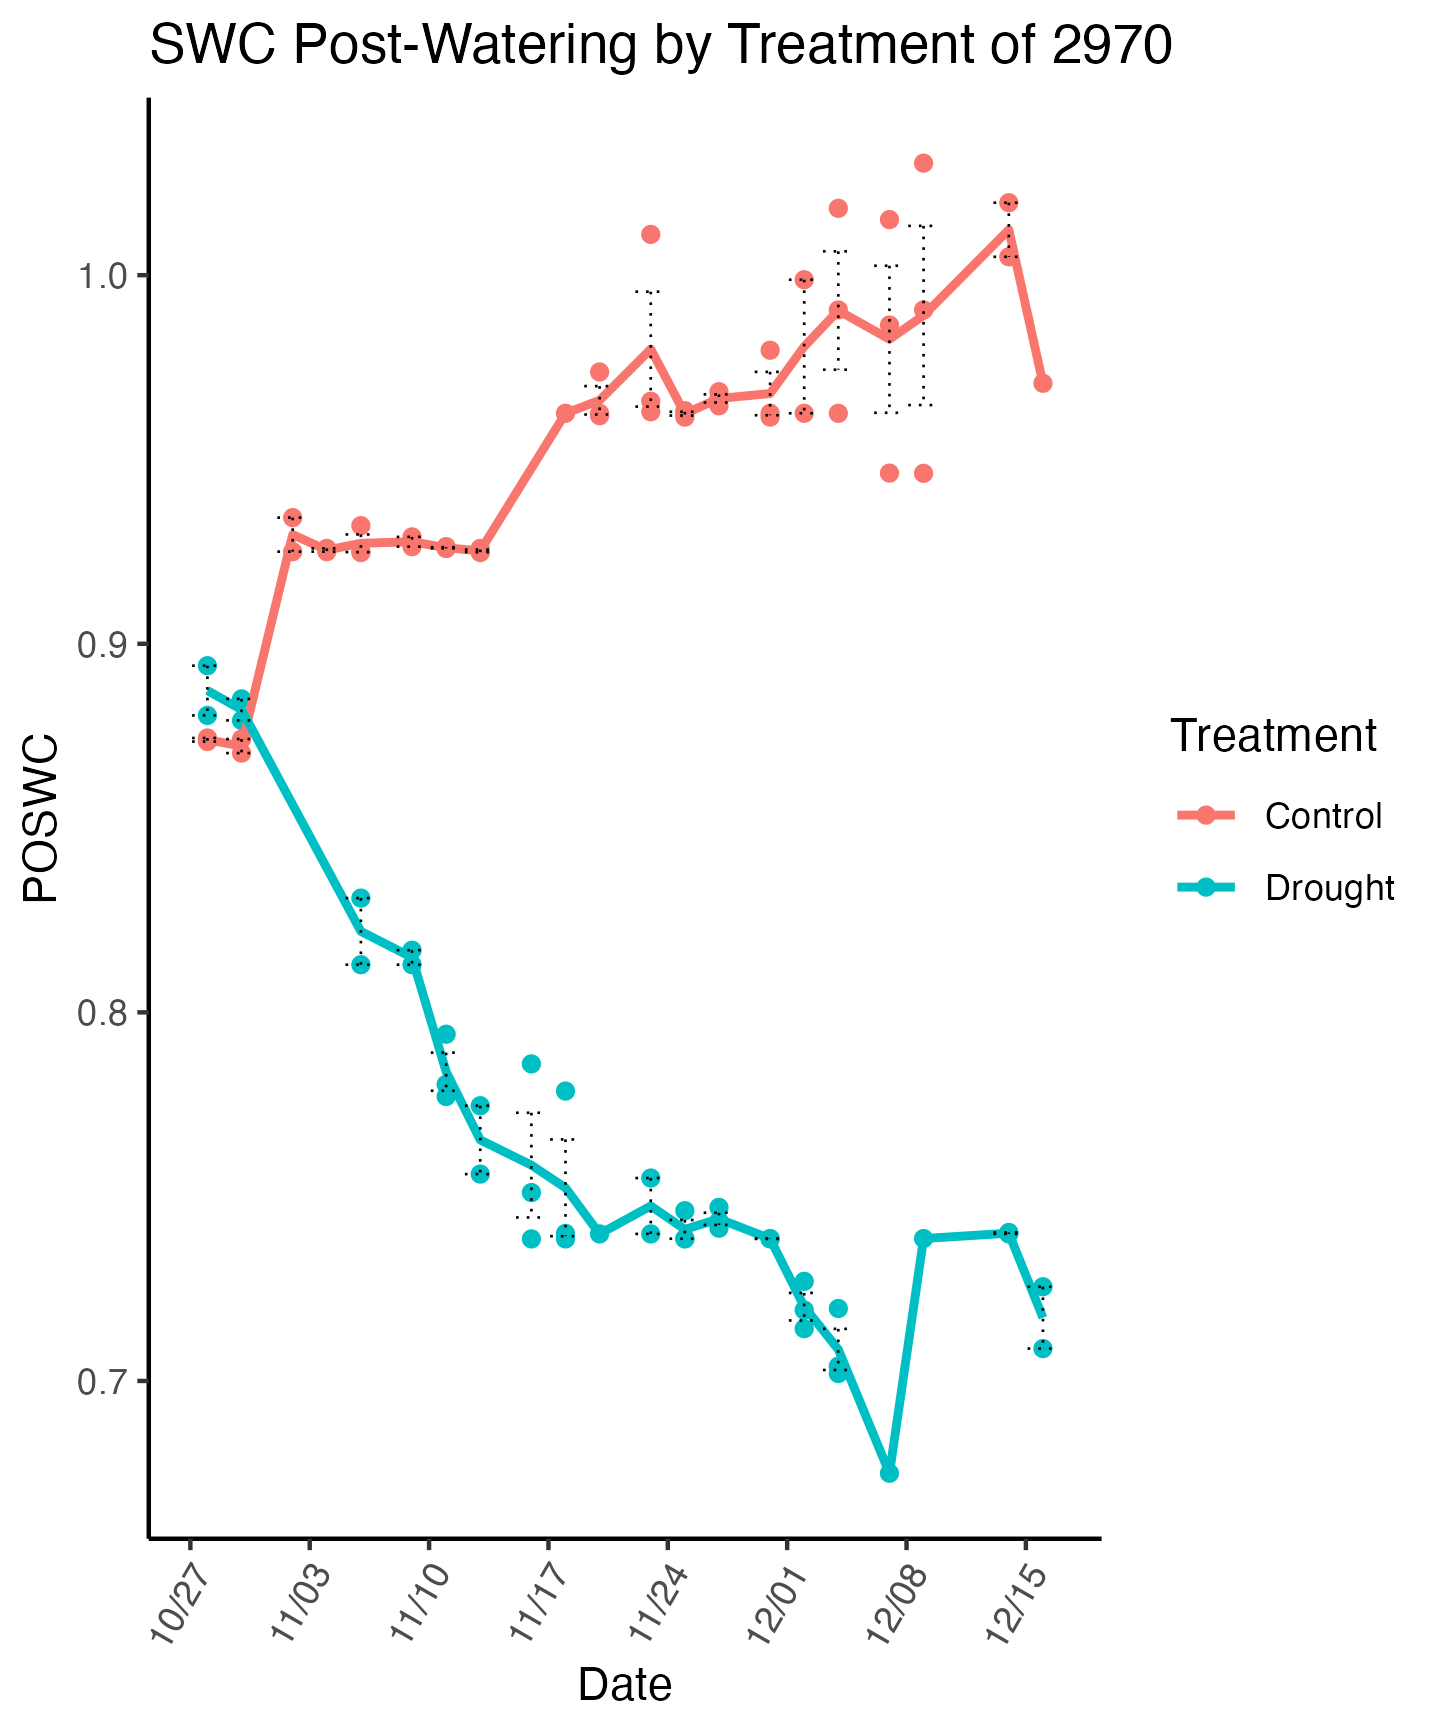 SWC Post-Watering by Treatment of 2970
1.0
0.9
0.8
0.7
POSWC
10/27
11/03
11/10
11/17
11/24
12/01
12/08
12/15
Date
Treatment
Control
Drought